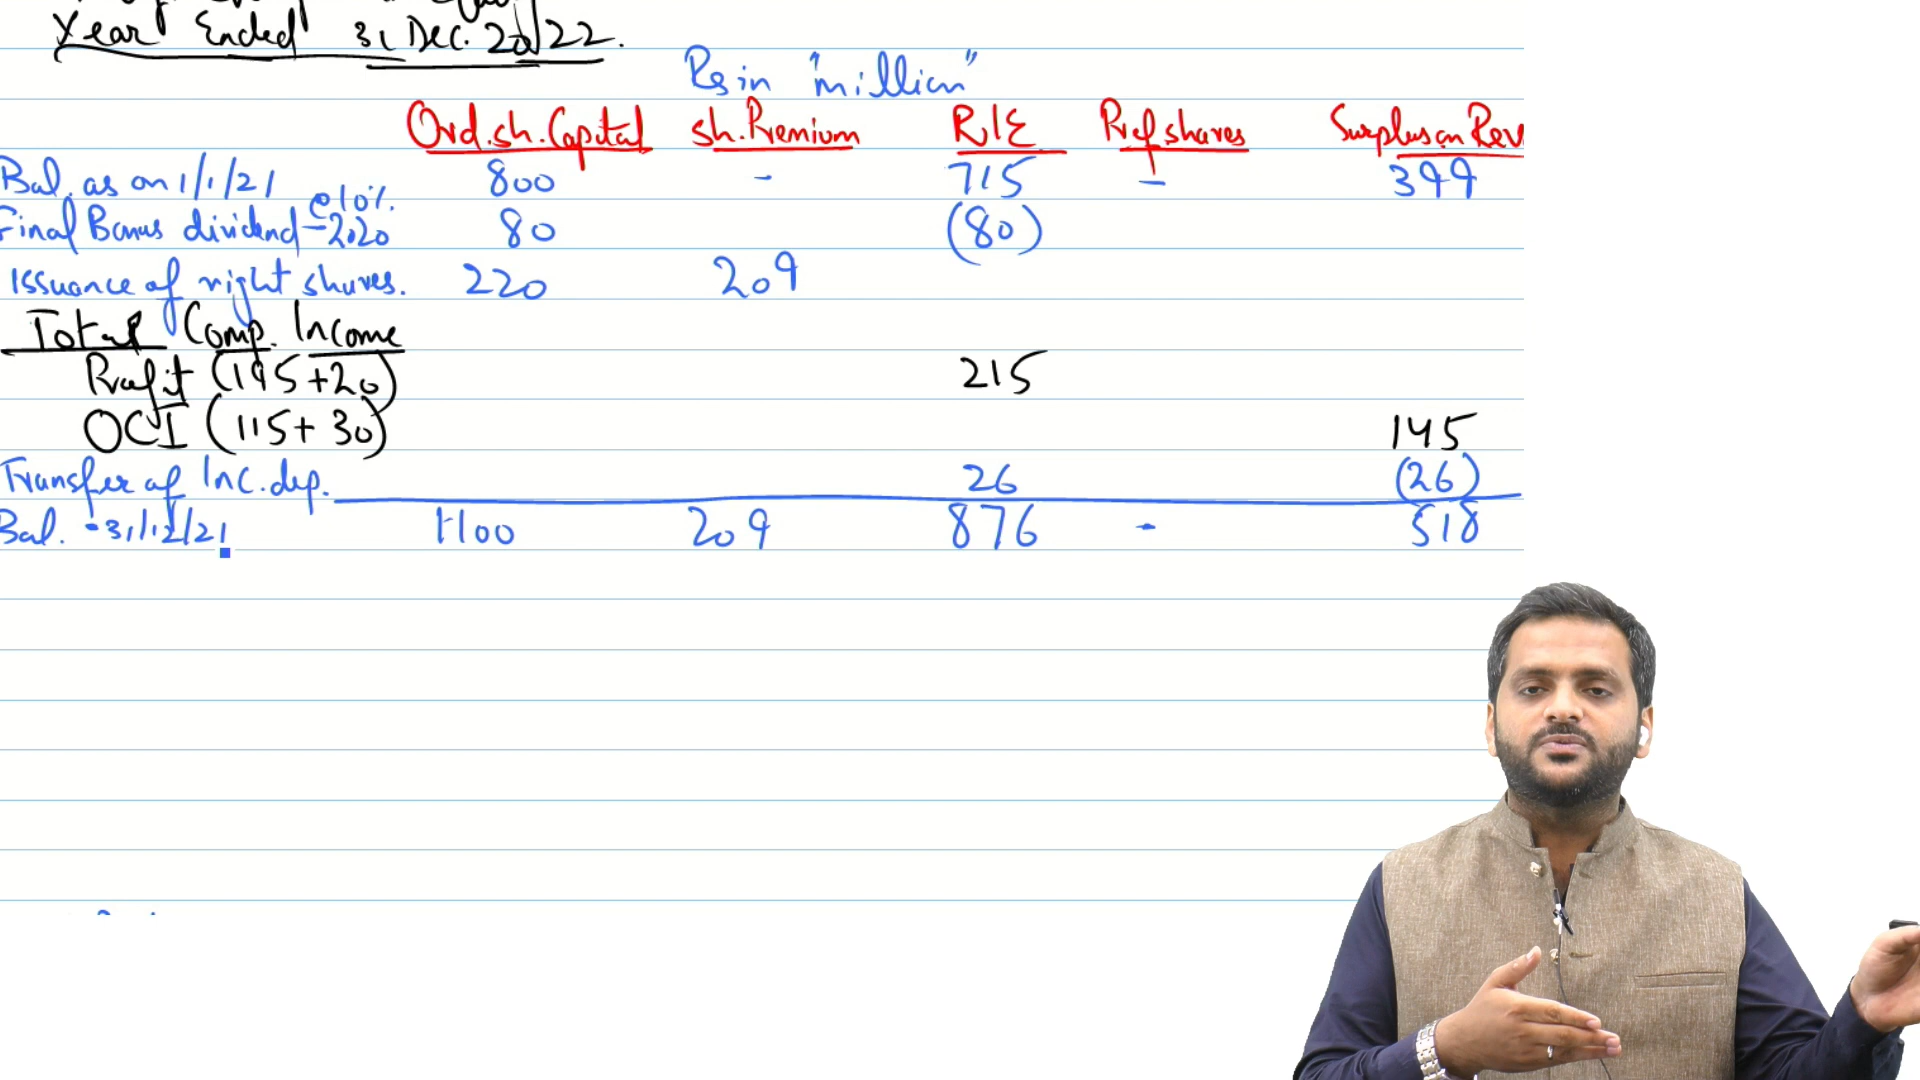 Year Ended 31 Dec. 2022.
Rs in "million"
Ord. sh. Capital sh. Premium R/E Pref shares Surplus on Rev
Bal. as on 1/1/21 800 - 715 - 399
Final Bonus dividend - 2020 @10% 80 (80)
Issuance of right shares. 220 209
Total Comp. Income
Profit (195+20) 215
OCI (115+ 30) 145
Transfer of Inc. dep. 26 (26)
Bal. - 31/12/21 1100 209 876 - 518